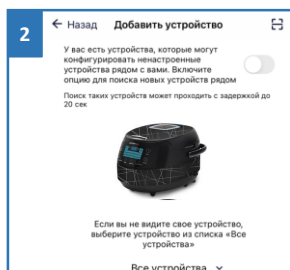 2
← Назад Добавить устройство
У вас есть устройства, которые могут
конфигурировать ненастроенные
устройства рядом с вами. Включите
опцию для поиска новых устройств рядом
Поиск таких устройств может проходить с задержкой до
20 сек
Если вы не видите свое устройство,
выберите устройство из списка «Все
устройства»
Все устройства